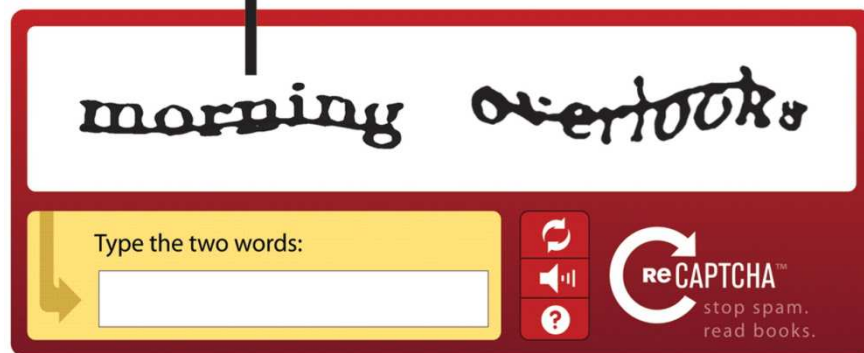 morning overlooks
Type the two words:
ReCAPTCHA™
stop spam.
read books.
?